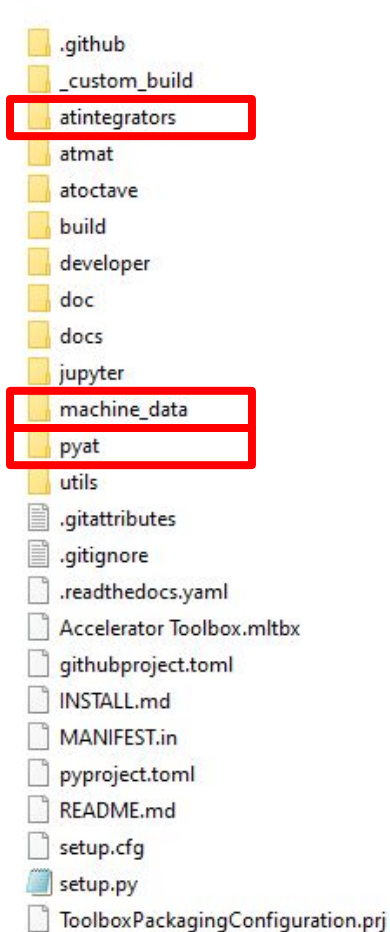 .github
_custom_build
atintegrators
atmat
atoctave
build
developer
doc
docs
jupyter
machine_data
pyat
utils
.gitattributes
.gitignore
.readthedocs.yaml
Accelerator Toolbox.mltbx
githubproject.toml
INSTALL.md
MANIFEST.in
pyproject.toml
README.md
setup.cfg
setup.py
ToolboxPackagingConfiguration.prj